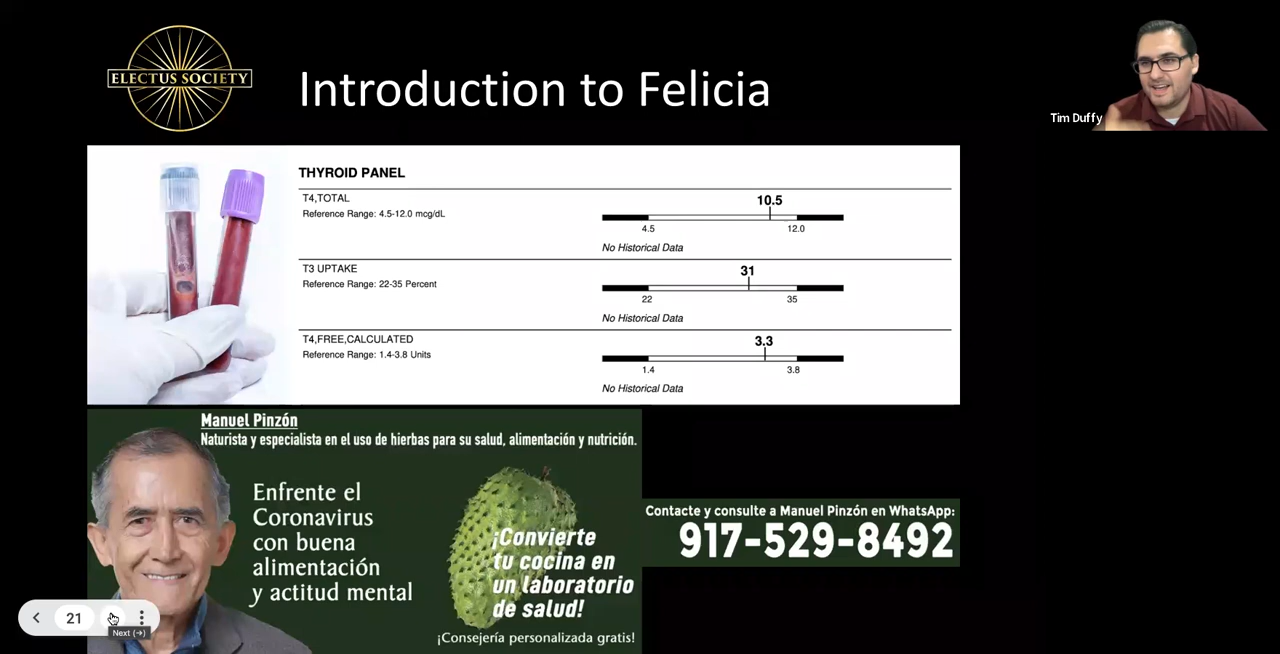 ELECTUS SOCIETY
Introduction to Felicia
Tim Duffy
THYROID PANEL
T4,TOTAL
Reference Range: 4.5-12.0 mcg/dL
10.5
4.5 12.0
No Historical Data
T3 UPTAKE
Reference Range: 22-35 Percent
31
22 35
No Historical Data
T4,FREE,CALCULATED
Reference Range: 1.4-3.8 Units
3.3
1.4 3.8
No Historical Data
Manuel Pinzón
Naturista y especialista en el uso de hierbas para su salud, alimentación y nutrición.
Enfrente el
Coronavirus
con buena
alimentación
y actitud mental
¡Convierte
tu cocina en
un laboratorio
de salud!
¡Consejería personalizada gratis!
Contacte y consulte a Manuel Pinzón en WhatsApp:
917-529-8492
21
Next (→)